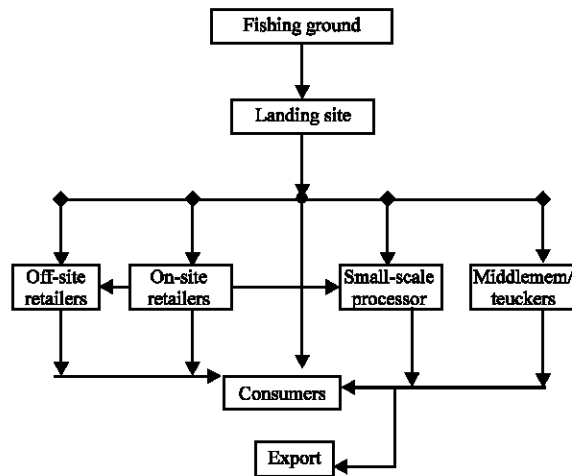 Fishing ground
Landing site
Off-site
retailers
On-site
retailers
Small-scale
processor
Middlemem/
teuckers
Consumers
Export